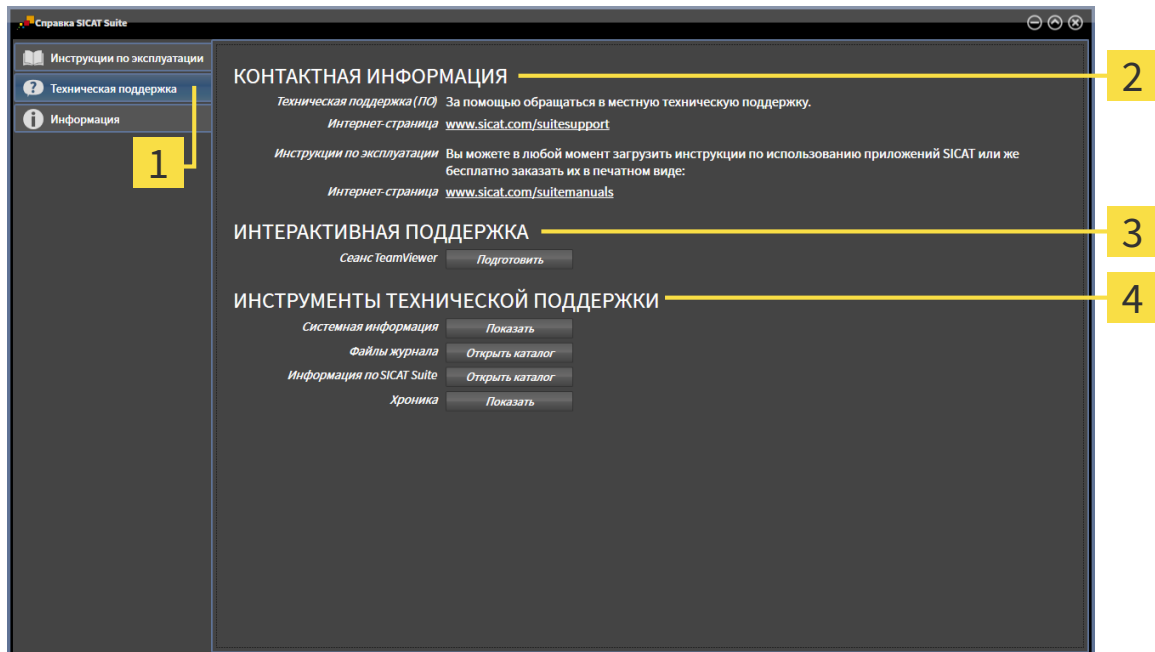 Справка SICAT Suite
Инструкции по эксплуатации
Техническая поддержка
Информация
1
КОНТАКТНАЯ ИНФОРМАЦИЯ
2
Техническая поддержка (ПО) За помощью обращаться в местную техническую поддержку.
Интернет-страница www.sicat.com/suitesupport
Инструкции по эксплуатации Вы можете в любой момент загрузить инструкции по использованию приложений SICAT или же
бесплатно заказать их в печатном виде:
Интернет-страница www.sicat.com/suitemanuals
ИНТЕРАКТИВНАЯ ПОДДЕРЖКА
3
Сеанс TeamViewer Подготовить
ИНСТРУМЕНТЫ ТЕХНИЧЕСКОЙ ПОДДЕРЖКИ
4
Системная информация Показать
Файлы журнала Открыть каталог
Информация по SICAT Suite Открыть каталог
Хроника Показать